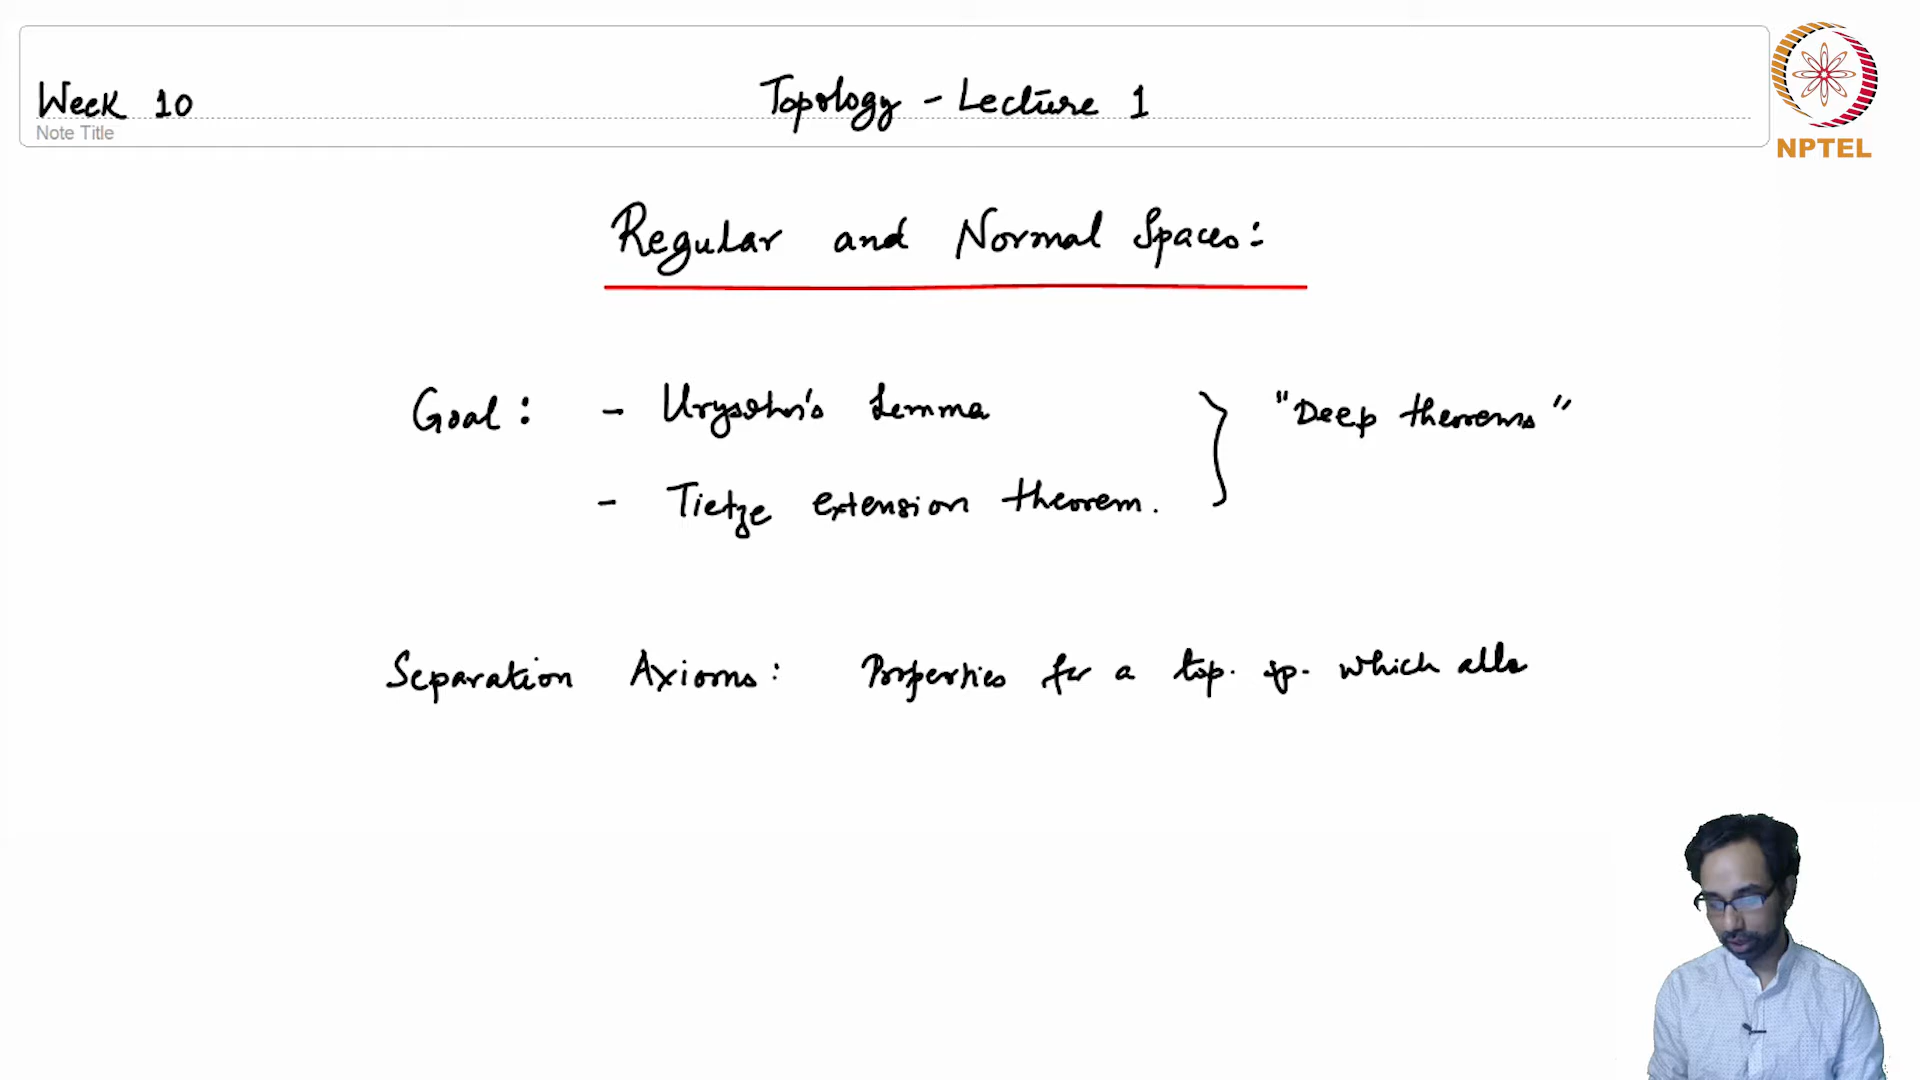 Week 10
Topology - Lecture 1
Note Title
NPTEL
Regular and Normal Spaces:
Goal: - Urysohn's Lemma
"Deep theorems"
- Tietze extension theorem.
Separation Axioms: Properties for a top. sp. which allo